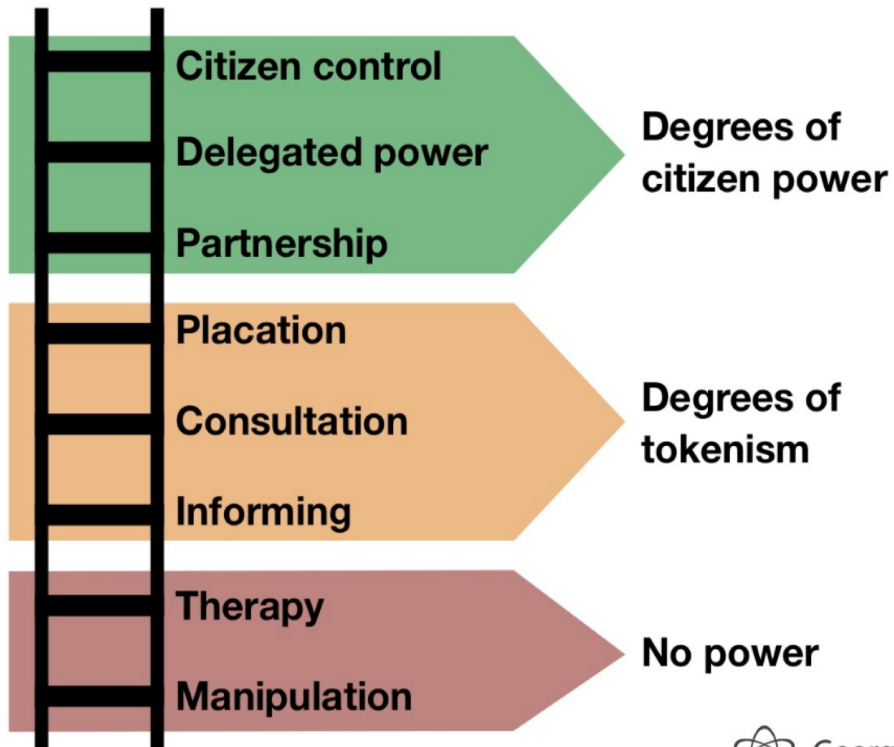 Citizen control
Delegated power
Partnership
Degrees of
citizen power
Placation
Consultation
Informing
Degrees of
tokenism
Therapy
Manipulation
No power